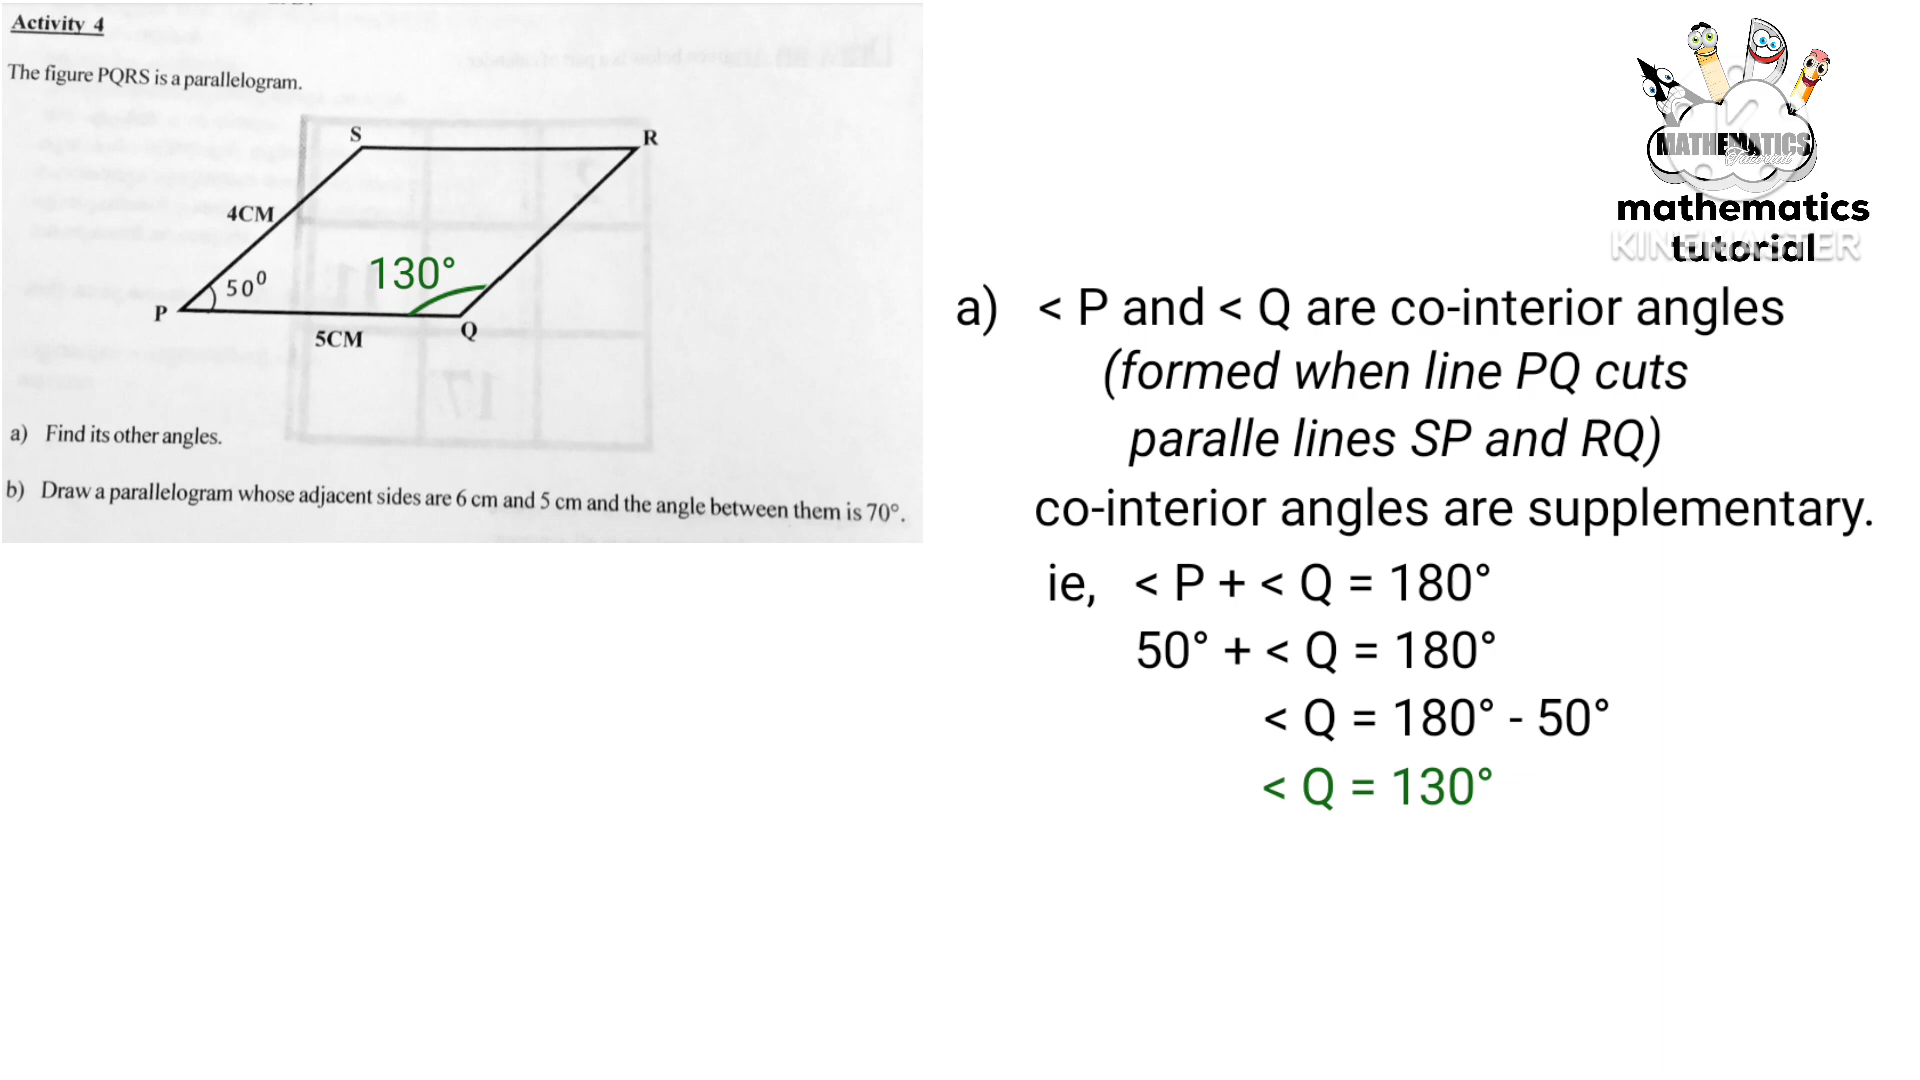 Activity 4
The figure PQRS is a parallelogram.
S
R
4CM
130°
50⁰
P
Q
5CM
a) Find its other angles.
b) Draw a parallelogram whose adjacent sides are 6 cm and 5 cm and the angle between them is 70°.
MATHEMATICS
Tutorial
mathematics
tutorial
KINEMASTER
a) < P and < Q are co-interior angles
(formed when line PQ cuts
paralle lines SP and RQ)
co-interior angles are supplementary.
ie, < P + < Q = 180°
50° + < Q = 180°
< Q = 180° - 50°
< Q = 130°